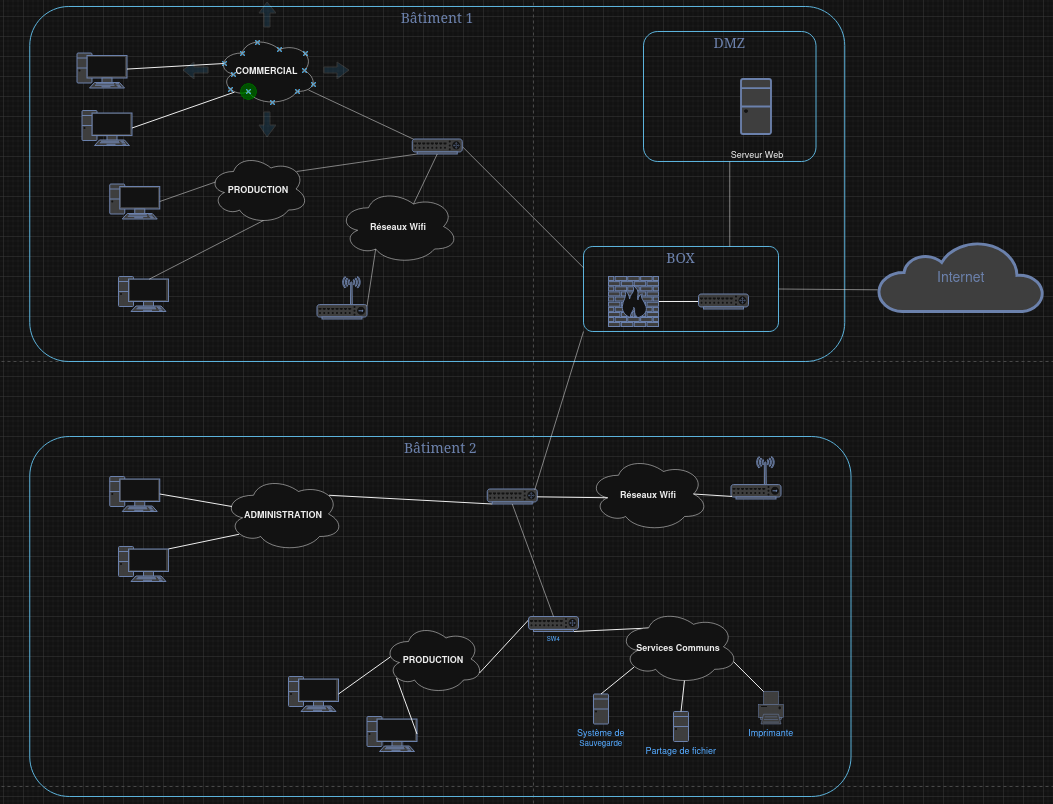 Bâtiment 1
COMMERCIAL
DMZ
Serveur Web
PRODUCTION
Réseaux Wifi
BOX
Internet
Bâtiment 2
ADMINISTRATION
Réseaux Wifi
SW4
PRODUCTION
Services Communs
Système de
Sauvegarde
Partage de fichier
Imprimante